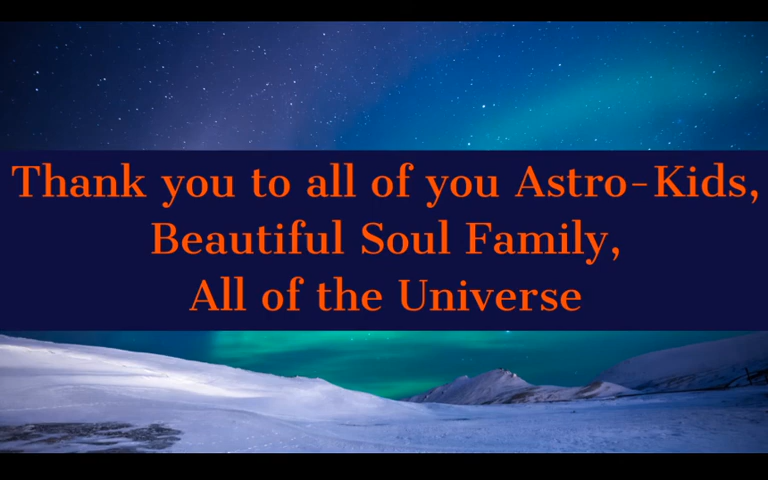 Thank you to all of you Astro-Kids,
Beautiful Soul Family,
All of the Universe